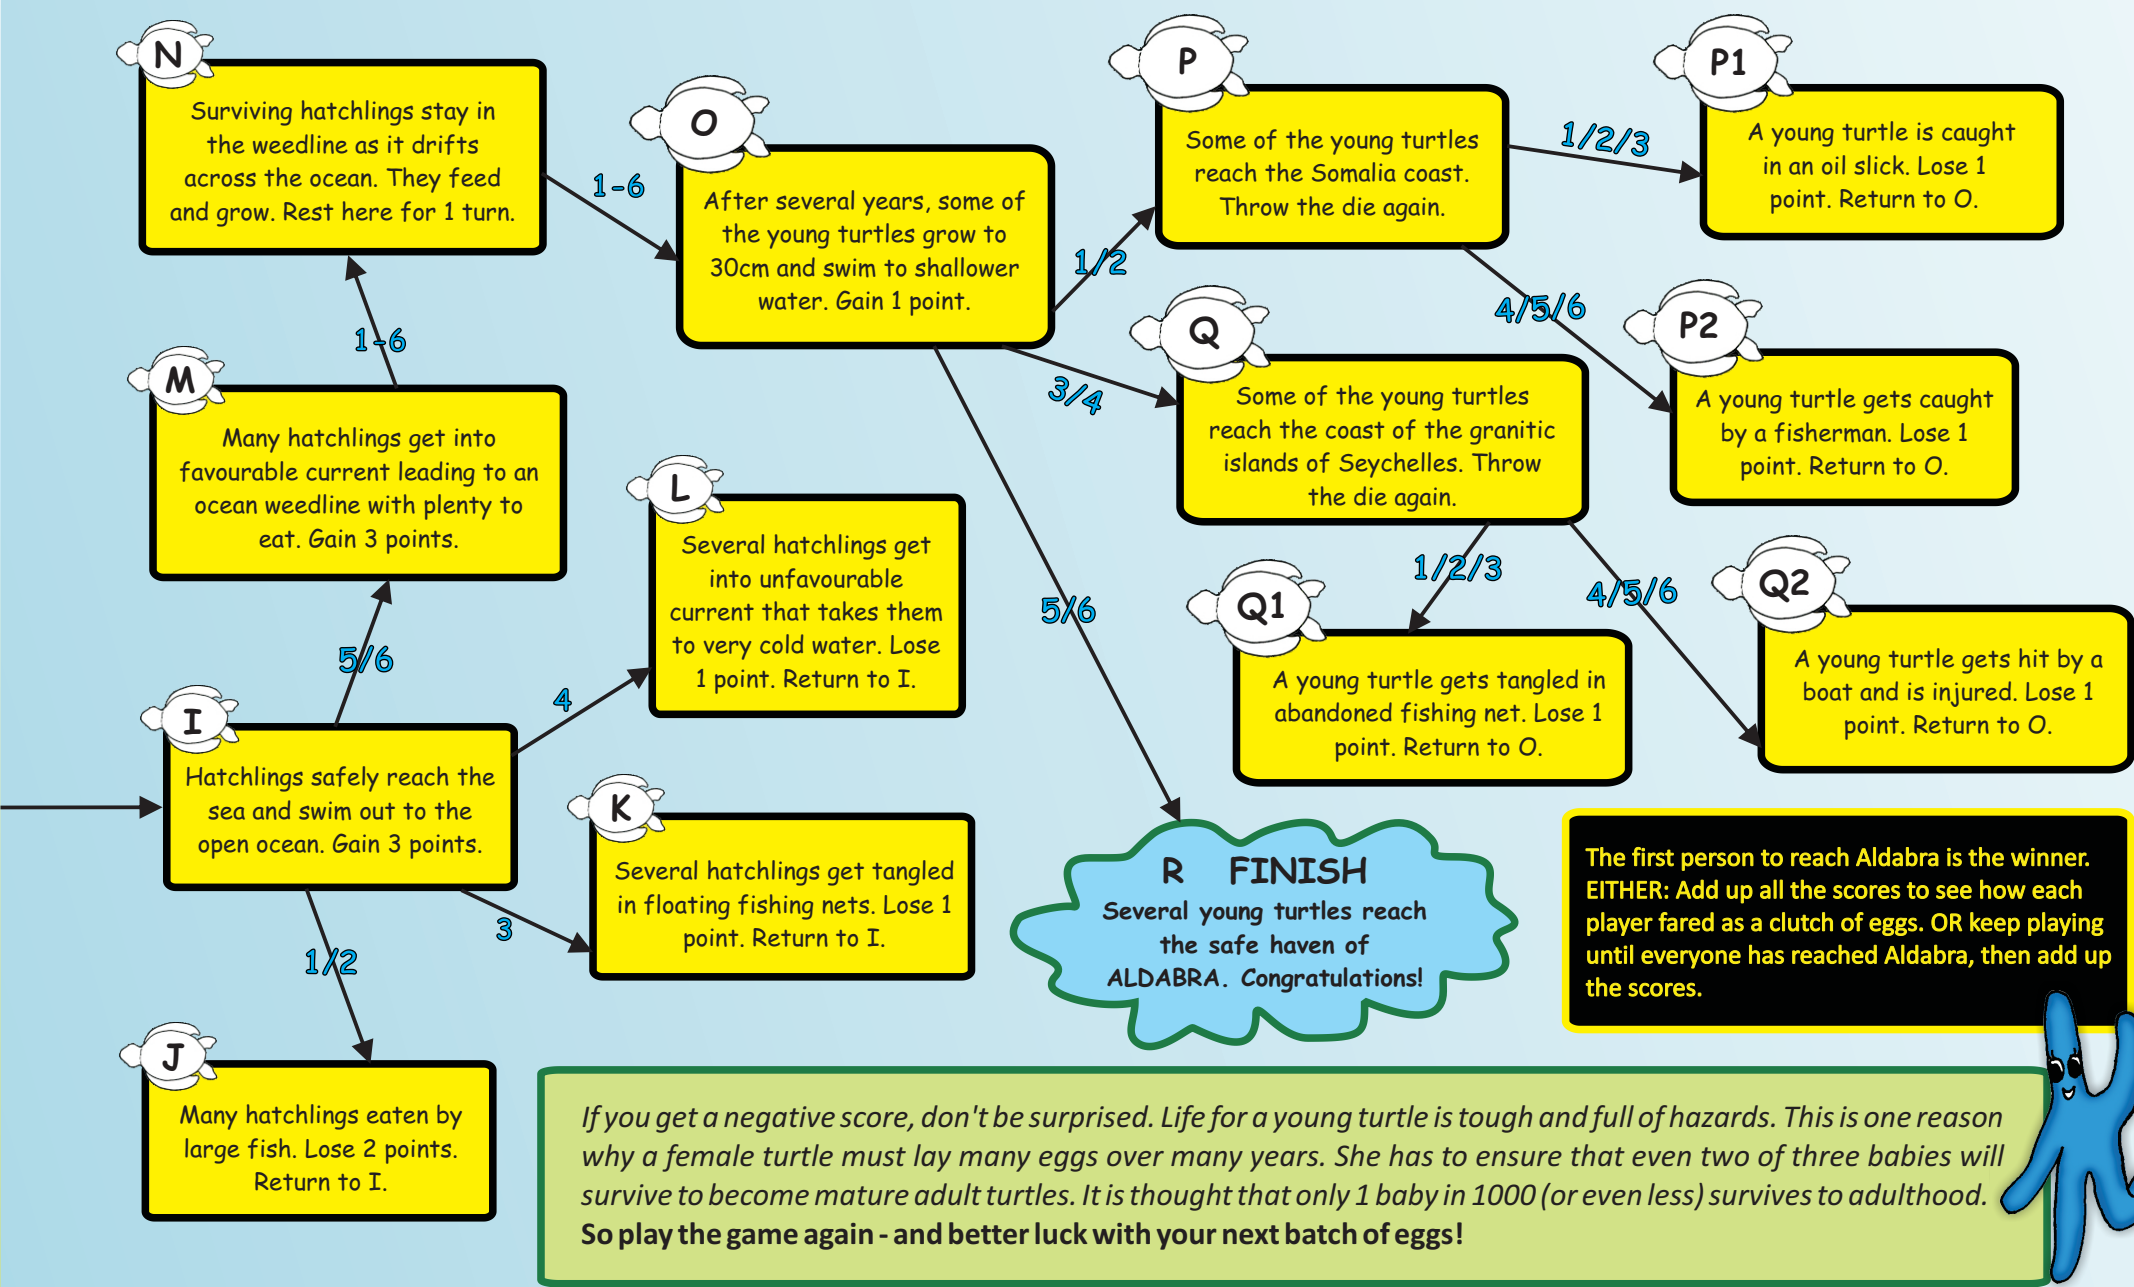 N
Surviving hatchlings stay in
the weedline as it drifts
across the ocean. They feed
and grow. Rest here for 1 turn.
1-6
O
After several years, some of
the young turtles grow to
30cm and swim to shallower
water. Gain 1 point.
1/2
P
Some of the young turtles
reach the Somalia coast.
Throw the die again.
1/2/3
P1
A young turtle is caught
in an oil slick. Lose 1
point. Return to O.
4/5/6
P2
A young turtle gets caught
by a fisherman. Lose 1
point. Return to O.
3/4
Q
Some of the young turtles
reach the coast of the granitic
islands of Seychelles. Throw
the die again.
1/2/3
Q1
A young turtle gets tangled in
abandoned fishing net. Lose 1
point. Return to O.
4/5/6
Q2
A young turtle gets hit by a
boat and is injured. Lose 1
point. Return to O.
5/6
1-6
M
Many hatchlings get into
favourable current leading to an
ocean weedline with plenty to
eat. Gain 3 points.
5/6
L
Several hatchlings get
into unfavourable
current that takes them
to very cold water. Lose
1 point. Return to I.
4
I
Hatchlings safely reach the
sea and swim out to the
open ocean. Gain 3 points.
3
K
Several hatchlings get tangled
in floating fishing nets. Lose 1
point. Return to I.
1/2
J
Many hatchlings eaten by
large fish. Lose 2 points.
Return to I.
R FINISH
Several young turtles reach
the safe haven of
ALDABRA. Congratulations!
The first person to reach Aldabra is the winner.
EITHER: Add up all the scores to see how each
player fared as a clutch of eggs. OR keep playing
until everyone has reached Aldabra, then add up
the scores.
If you get a negative score, don't be surprised. Life for a young turtle is tough and full of hazards. This is one reason
why a female turtle must lay many eggs over many years. She has to ensure that even two of three babies will
survive to become mature adult turtles. It is thought that only 1 baby in 1000 (or even less) survives to adulthood.
So play the game again - and better luck with your next batch of eggs!